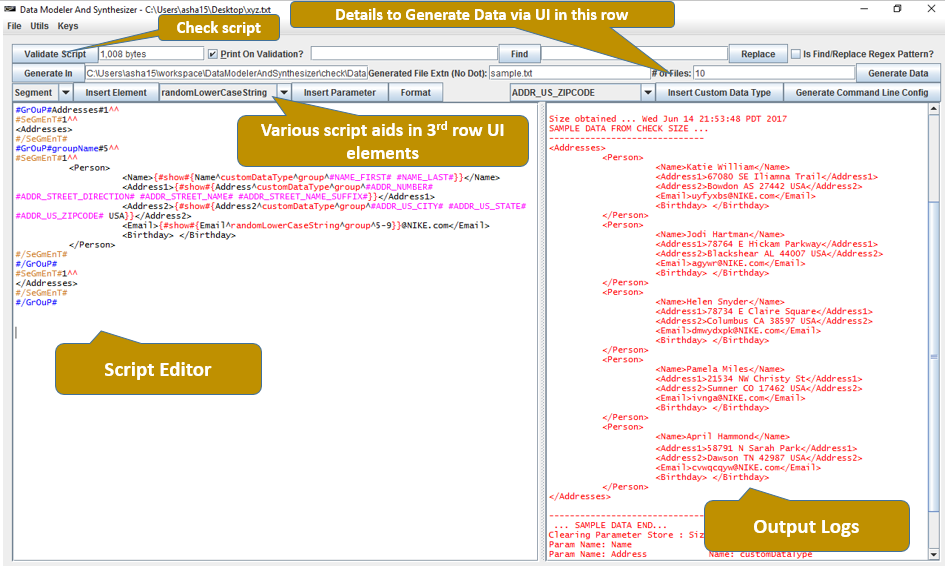 Data Modeler And Synthesizer - C:\Users\asha15\Desktop\xyz.txt
Details to Generate Data via UI in this row
File Utils Keys
Check script
Validate Script 1,008 bytes Print On Validation? Find Replace Is Find/Replace Regex Pattern?
Generate In C:\Users\asha15\workspace\DataModelerAndSynthesizer\check\Data Generated File Extn (No Dot): sample.txt # of Files: 10 Generate Data
Segment Insert Element randomLowerCaseString Insert Parameter Format ADDR_US_ZIPCODE Insert Custom Data Type Generate Command Line Config
#GrOuP#Addresses#1^^
#SeGmEnT#1^^
<Addresses>
#/SeGmEnT#
#GrOuP#groupName#5^^
#SeGmEnT#1^^
<Person>
<Name>{#show#{Name^customDataType^group^#NAME_FIRST# #NAME_LAST#}}</Name>
<Address1>{#show#{Address^customDataType^group^#ADDR_NUMBER#
#ADDR_STREET_DIRECTION# #ADDR_STREET_NAME# #ADDR_STREET_NAME_SUFFIX#}}</Address1>
<Address2>{#show#{Address2^customDataType^group^#ADDR_US_CITY# #ADDR_US_STATE#
#ADDR_US_ZIPCODE# USA}}</Address2>
<Email>{#show#{Email^randomLowerCaseString^group^5-9}}@NIKE.com</Email>
<Birthday> </Birthday>
</Person>
#/SeGmEnT#
#/GrOuP#
#SeGmEnT#1^^
</Addresses>
#/SeGmEnT#
#/GrOuP#
Various script aids in 3rd row UI
elements
Script Editor
Size obtained ... Wed Jun 14 21:53:48 PDT 2017
SAMPLE DATA FROM CHECK SIZE ...
------------------------------
<Addresses>
<Person>
<Name>Katie William</Name>
<Address1>67080 SE Iliamna Trail</Address1>
<Address2>Bowdon AS 27442 USA</Address2>
<Email>uyfyxbs@NIKE.com</Email>
<Birthday> </Birthday>
</Person>
<Person>
<Name>Jodi Hartman</Name>
<Address1>78764 E Hickam Parkway</Address1>
<Address2>Blackshear AL 44007 USA</Address2>
<Email>agywr@NIKE.com</Email>
<Birthday> </Birthday>
</Person>
<Person>
<Name>Helen Snyder</Name>
<Address1>78734 E Claire Square</Address1>
<Address2>Columbus CA 38597 USA</Address2>
<Email>dmwydxpk@NIKE.com</Email>
<Birthday> </Birthday>
</Person>
<Person>
<Name>Pamela Miles</Name>
<Address1>21534 NW Christy St</Address1>
<Address2>Sumner CO 17462 USA</Address2>
<Email>ivnga@NIKE.com</Email>
<Birthday> </Birthday>
</Person>
<Person>
<Name>April Hammond</Name>
<Address1>58791 N Sarah Park</Address1>
<Address2>Dawson TN 42987 USA</Address2>
<Email>cvwqcqyw@NIKE.com</Email>
<Birthday> </Birthday>
</Person>
</Addresses>
------------------------------
... SAMPLE DATA END...
Clearing Parameter Store : Siz
Param Name: Name
Param Name: Address Name: customDataType
Output Logs